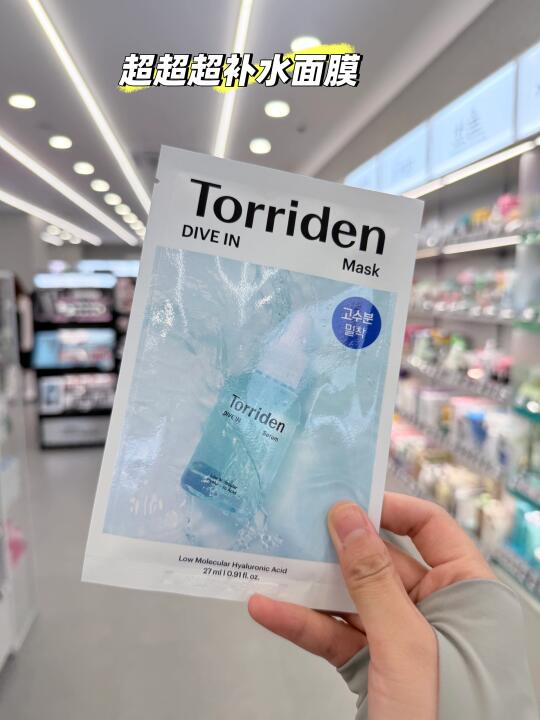 超超超补水面膜
Torriden
DIVE IN
Mask
고수분
밀착
Torriden
DIVE IN
Serum
Low Molecular Hyaluronic Acid
27 ml | 0.91 fl. oz.